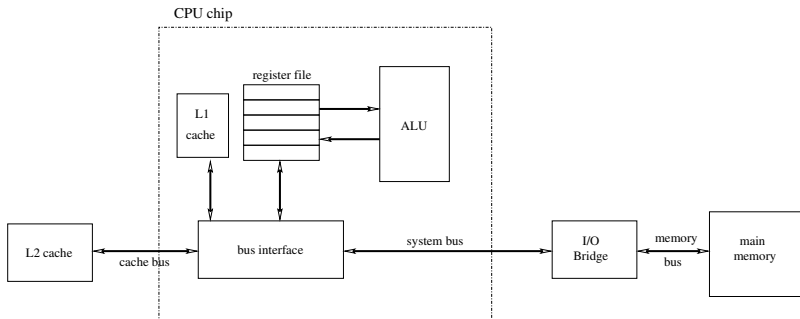 CPU chip
register file
L1
cache
ALU
L2 cache
cache bus
bus interface
system bus
I/O
Bridge
memory
bus
main
memory